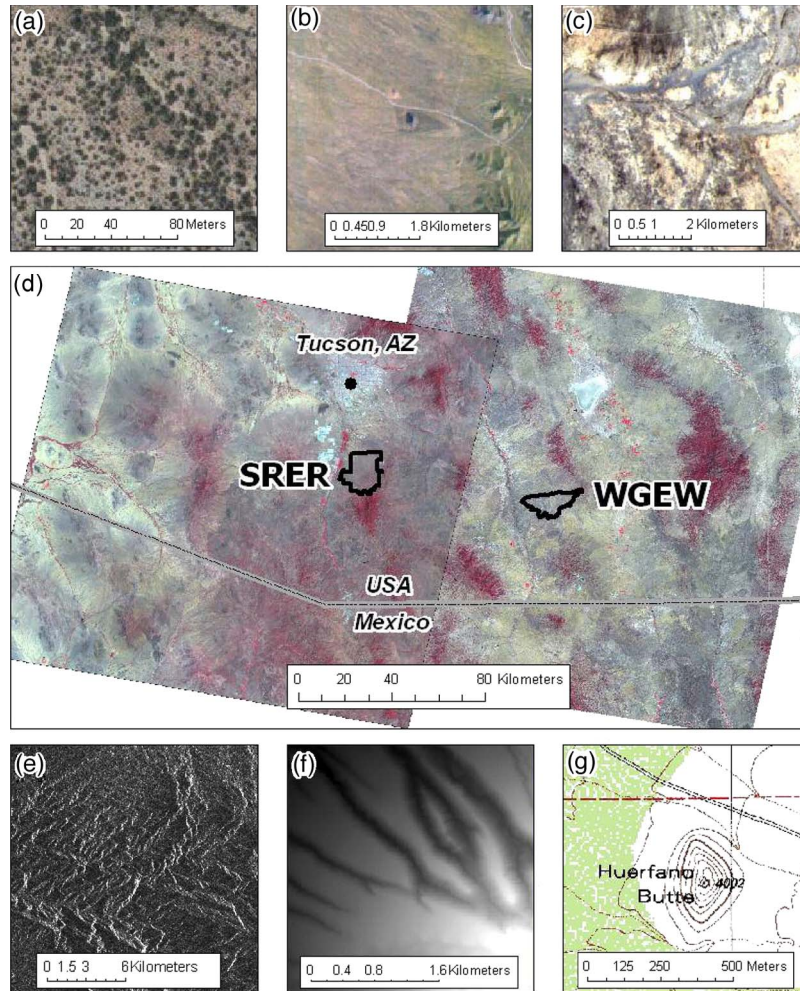 (a)
0 20 40 80 Meters
(b)
0 0.450.9 1.8 Kilometers
(c)
0 0.5 1 2 Kilometers
(d)
Tucson, AZ
SRER
WGEW
USA
Mexico
0 20 40 80 Kilometers
(e)
0 1.5 3 6 Kilometers
(f)
0 0.4 0.8 1.6 Kilometers
(g)
Huerfano
4002
Butte
0 125 250 500 Meters